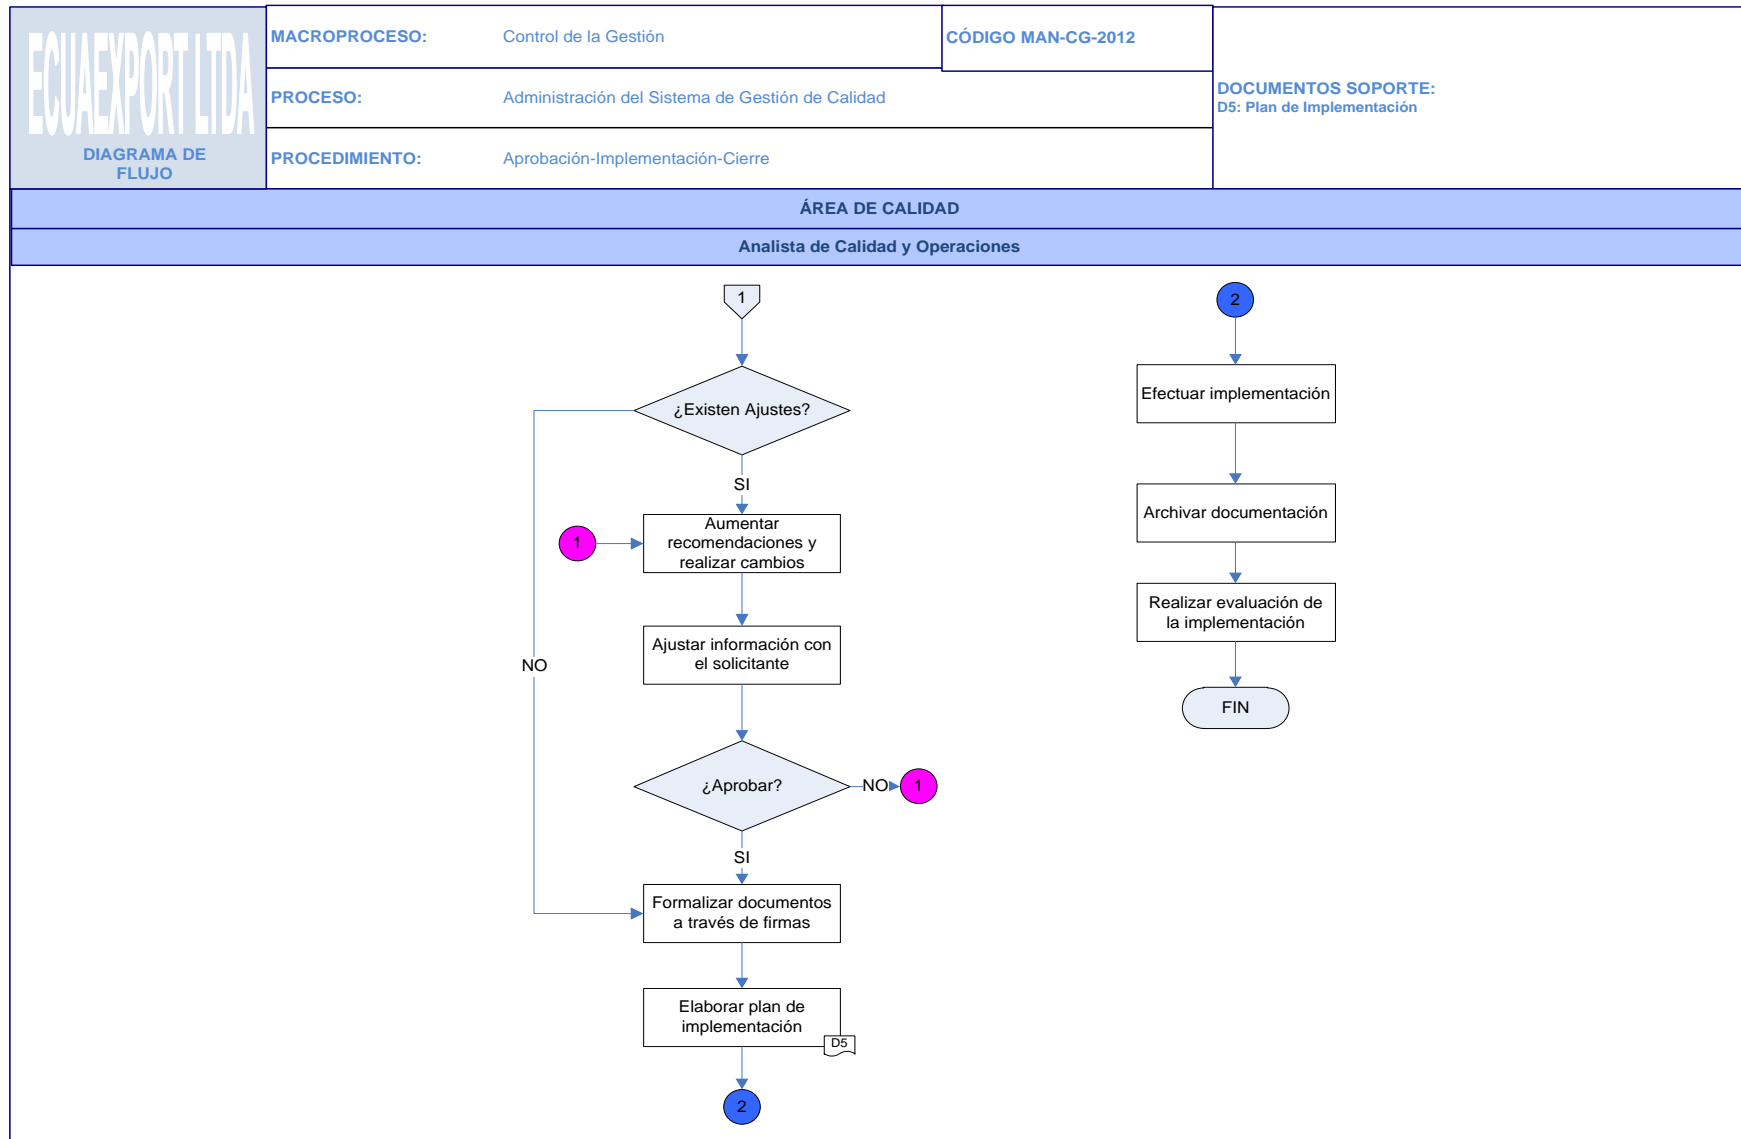 ECUAEXPORT LTDA
DIAGRAMA DE
FLUJO
MACROPROCESO: Control de la Gestión
CÓDIGO MAN-CG-2012
PROCESO: Administración del Sistema de Gestión de Calidad
PROCEDIMIENTO: Aprobación-Implementación-Cierre
DOCUMENTOS SOPORTE:
D5: Plan de Implementación
ÁREA DE CALIDAD
Analista de Calidad y Operaciones
1
¿Existen Ajustes?
SI
NO
1
Aumentar
recomendaciones y
realizar cambios
Ajustar información con
el solicitante
¿Aprobar?
NO
1
SI
Formalizar documentos
a través de firmas
Elaborar plan de
implementación
D5
2
2
Efectuar implementación
Archivar documentación
Realizar evaluación de
la implementación
FIN